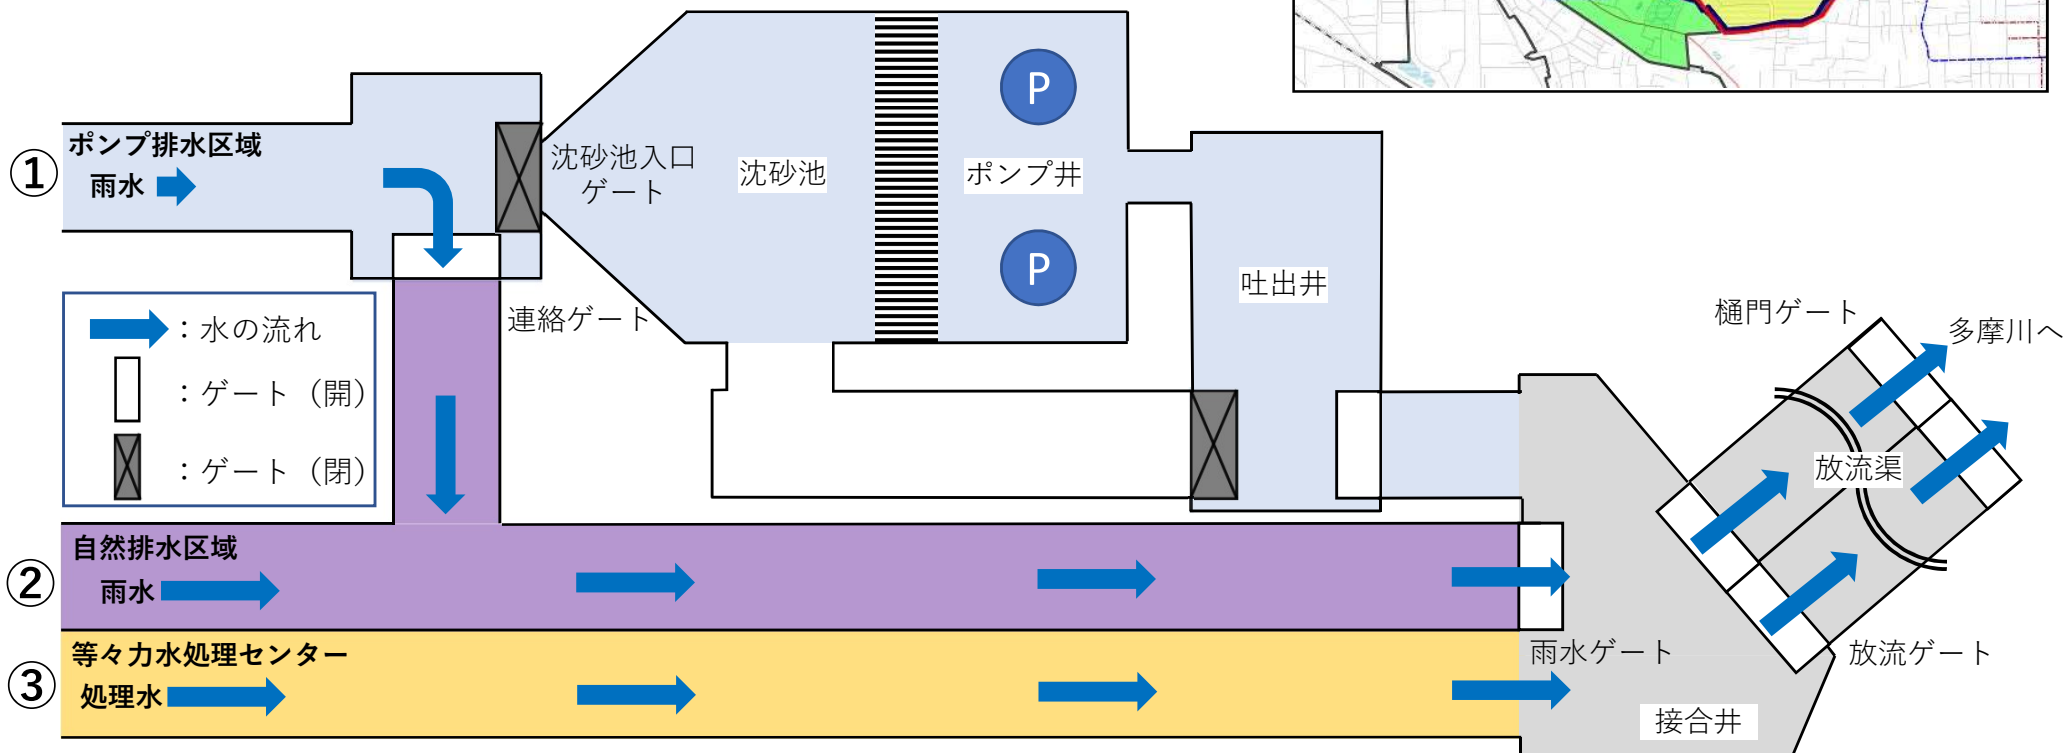 ①
ポンプ排水区域
雨水
沈砂池入口
ゲート
沈砂池
P
ポンプ井
P
吐出井
連絡ゲート
：水の流れ
：ゲート（開）
：ゲート（閉）
樋門ゲート
多摩川へ
放流渠
②
自然排水区域
雨水
雨水ゲート
放流ゲート
③
等々力水処理センター
処理水
接合井